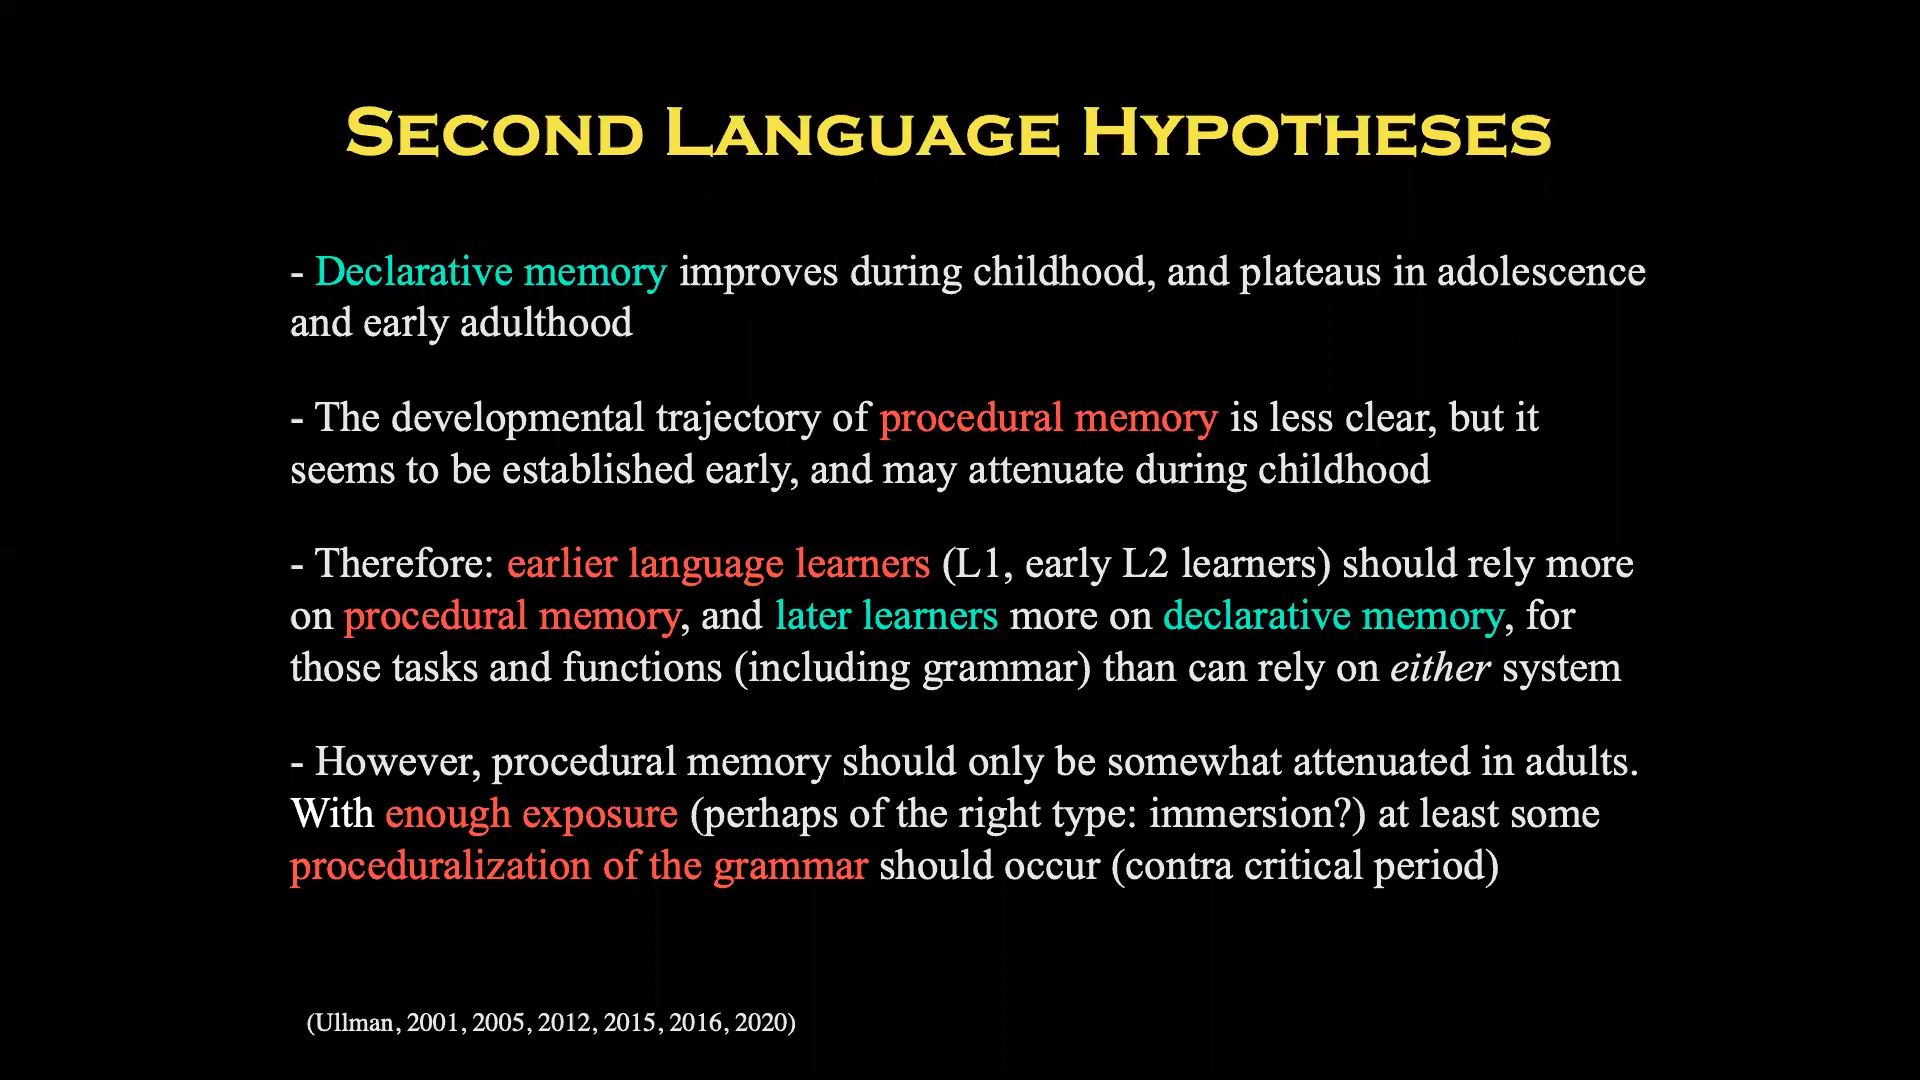 SECOND LANGUAGE HYPOTHESES
- Declarative memory improves during childhood, and plateaus in adolescence
and early adulthood
- The developmental trajectory of procedural memory is less clear, but it
seems to be established early, and may attenuate during childhood
- Therefore: earlier language learners (L1, early L2 learners) should rely more
on procedural memory, and later learners more on declarative memory, for
those tasks and functions (including grammar) than can rely on either system
- However, procedural memory should only be somewhat attenuated in adults.
With enough exposure (perhaps of the right type: immersion?) at least some
proceduralization of the grammar should occur (contra critical period)
(Ullman, 2001, 2005, 2012, 2015, 2016, 2020)